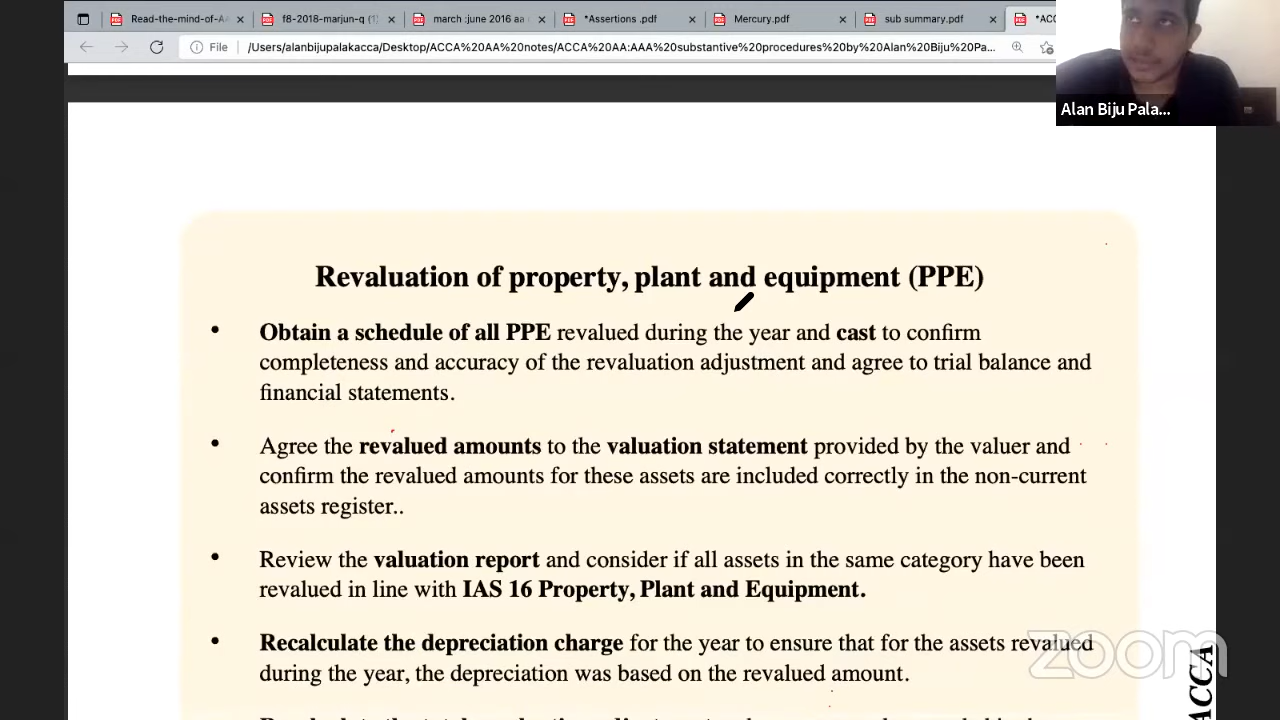 Read-the-mind-of-A
f8-2018-marjun-q (1)
march :june 2016 aa
*Assertions .pdf
Mercury.pdf
sub summary.pdf
*ACC
File
/Users/alanbijupalakacca/Desktop/ACCA%20AA%20notes/ACCA%20AA:AAA%20substantive%20procedures%20by%20Alan%20Biju%20Pa...
Alan Biju Pala...
Revaluation of property, plant and equipment (PPE)
• Obtain a schedule of all PPE revalued during the year and cast to confirm
completeness and accuracy of the revaluation adjustment and agree to trial balance and
financial statements.
• Agree the revalued amounts to the valuation statement provided by the valuer and
confirm the revalued amounts for these assets are included correctly in the non-current
assets register..
• Review the valuation report and consider if all assets in the same category have been
revalued in line with IAS 16 Property, Plant and Equipment.
• Recalculate the depreciation charge for the year to ensure that for the assets revalued
during the year, the depreciation was based on the revalued amount.
zoom
ACCA